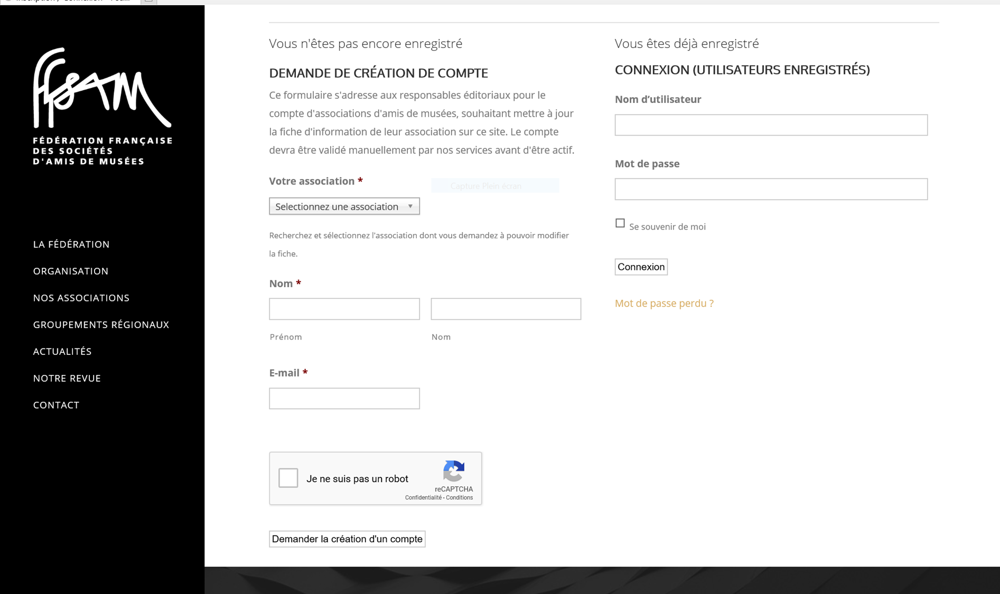 FÉDÉRATION FRANÇAISE
DES SOCIÉTÉS
D'AMIS DE MUSÉES
LA FÉDÉRATION
ORGANISATION
NOS ASSOCIATIONS
GROUPEMENTS RÉGIONAUX
ACTUALITÉS
NOTRE REVUE
CONTACT
Vous n'êtes pas encore enregistré
DEMANDE DE CRÉATION DE COMPTE
Ce formulaire s'adresse aux responsables éditoriaux pour le
compte d'associations d'amis de musées, souhaitant mettre à jour
la fiche d'information de leur association sur ce site. Le compte
devra être validé manuellement par nos services avant d'être actif.
Votre association *
Capture Plein écran
Selectionnez une association
Recherchez et sélectionnez l'association dont vous demandez à pouvoir modifier
la fiche.
Nom *
Prénom
Nom
E-mail *
Je ne suis pas un robot
reCAPTCHA
Confidentialité - Conditions
Demander la création d'un compte
Vous êtes déjà enregistré
CONNEXION (UTILISATEURS ENREGISTRÉS)
Nom d’utilisateur
Mot de passe
Se souvenir de moi
Connexion
Mot de passe perdu ?